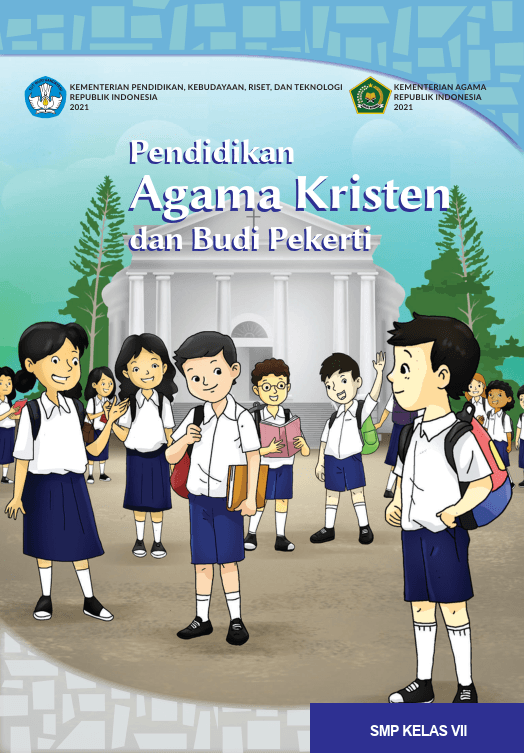 KEMENTERIAN PENDIDIKAN, KEBUDAYAAN, RISET, DAN TEKNOLOGI
REPUBLIK INDONESIA
2021
KEMENTERIAN AGAMA
REPUBLIK INDONESIA
2021
Pendidikan
Agama Kristen
dan Budi Pekerti
SMP KELAS VII